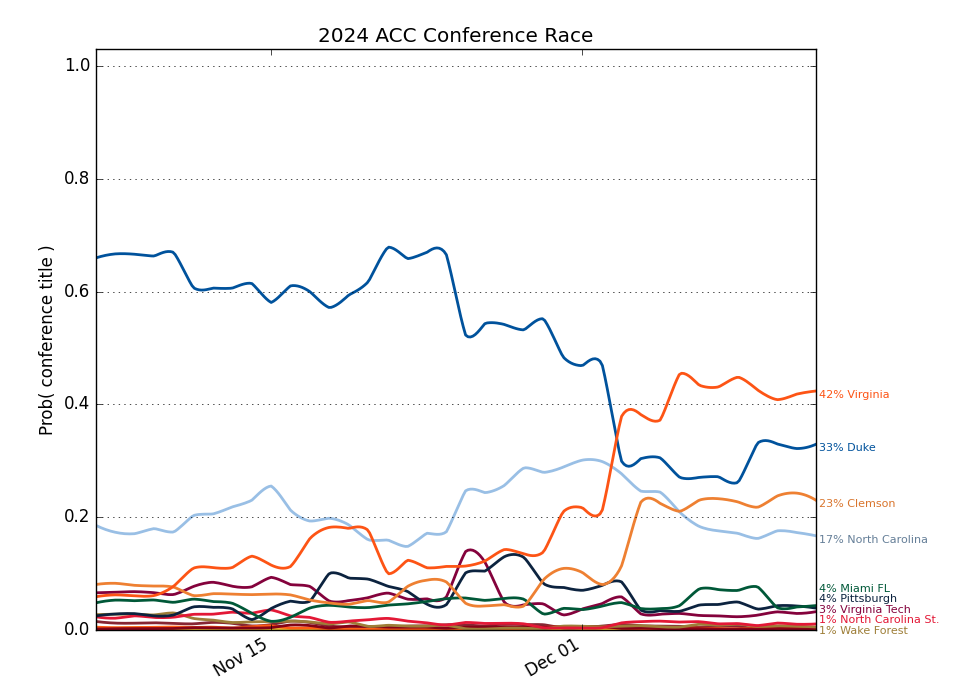 2024 ACC Conference Race
1.0
0.8
0.6
0.4
0.2
0.0
Prob( conference title )
Nov 15
Dec 01
42% Virginia
33% Duke
23% Clemson
17% North Carolina
4% Miami FL
4% Pittsburgh
3% Virginia Tech
1% North Carolina St.
1% Wake Forest